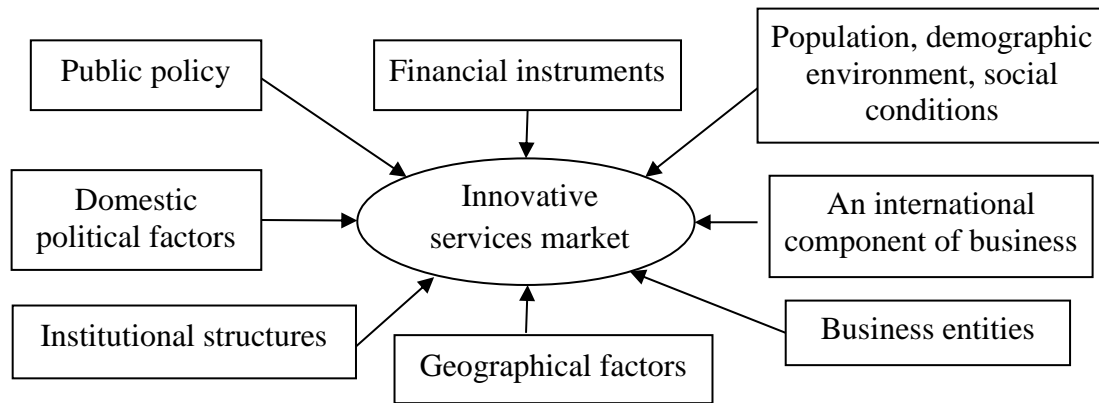 Public policy
Financial instruments
Population, demographic
environment, social
conditions
Domestic
political factors
Innovative
services market
An international
component of business
Institutional structures
Geographical factors
Business entities